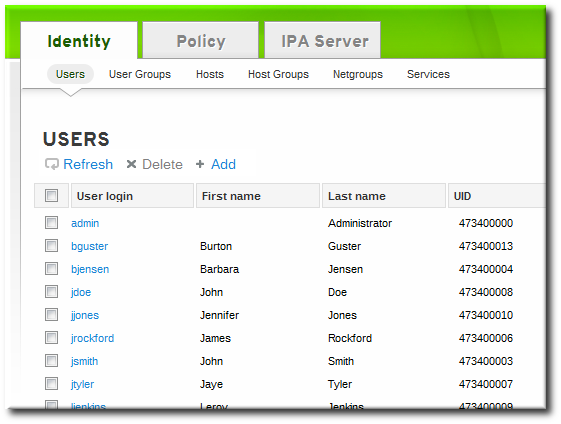 Identity Policy IPA Server
Users User Groups Hosts Host Groups Netgroups Services
USERS
Refresh Delete Add
User login First name Last name UID
admin Administrator 473400000
bguster Burton Guster 473400013
bjensen Barbara Jensen 473400004
jdoe John Doe 473400008
jjones Jennifer Jones 473400010
jrockford James Rockford 473400006
jsmith John Smith 473400003
jtyler Jaye Tyler 473400007
ljenkins Leroy Jenkins 473400009